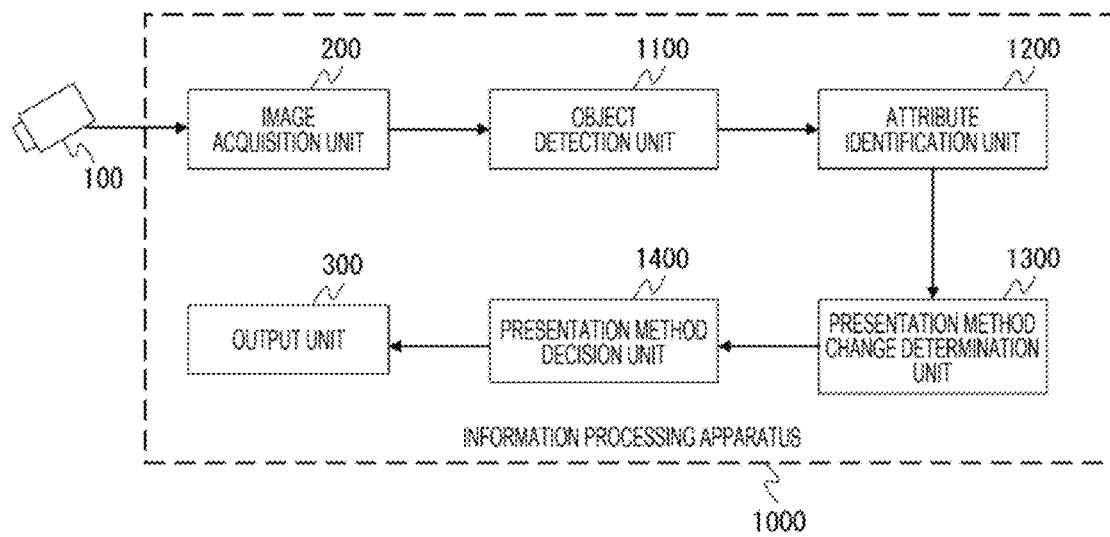 200
1100
1200
IMAGE
ACQUISITION UNIT
OBJECT
DETECTION UNIT
ATTRIBUTE
IDENTIFICATION UNIT
100
300
1400
1300
OUTPUT UNIT
PRESENTATION METHOD
DECISION UNIT
PRESENTATION METHOD
CHANGE DETERMINATION
UNIT
INFORMATION PROCESSING APPARATUS
1000